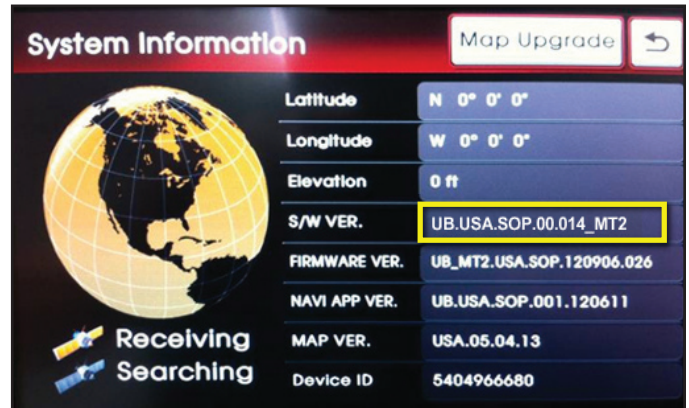 System Information
Map Upgrade
Latitude N 0° 0' 0"
Longitude W 0° 0' 0"
Elevation 0 ft
S/W VER. UB.USA.SOP.00.014_MT2
FIRMWARE VER. UB_MT2.USA.SOP.120906.026
NAVI APP VER. UB.USA.SOP.001.120611
MAP VER. USA.05.04.13
Device ID 5404966680
Receiving
Searching